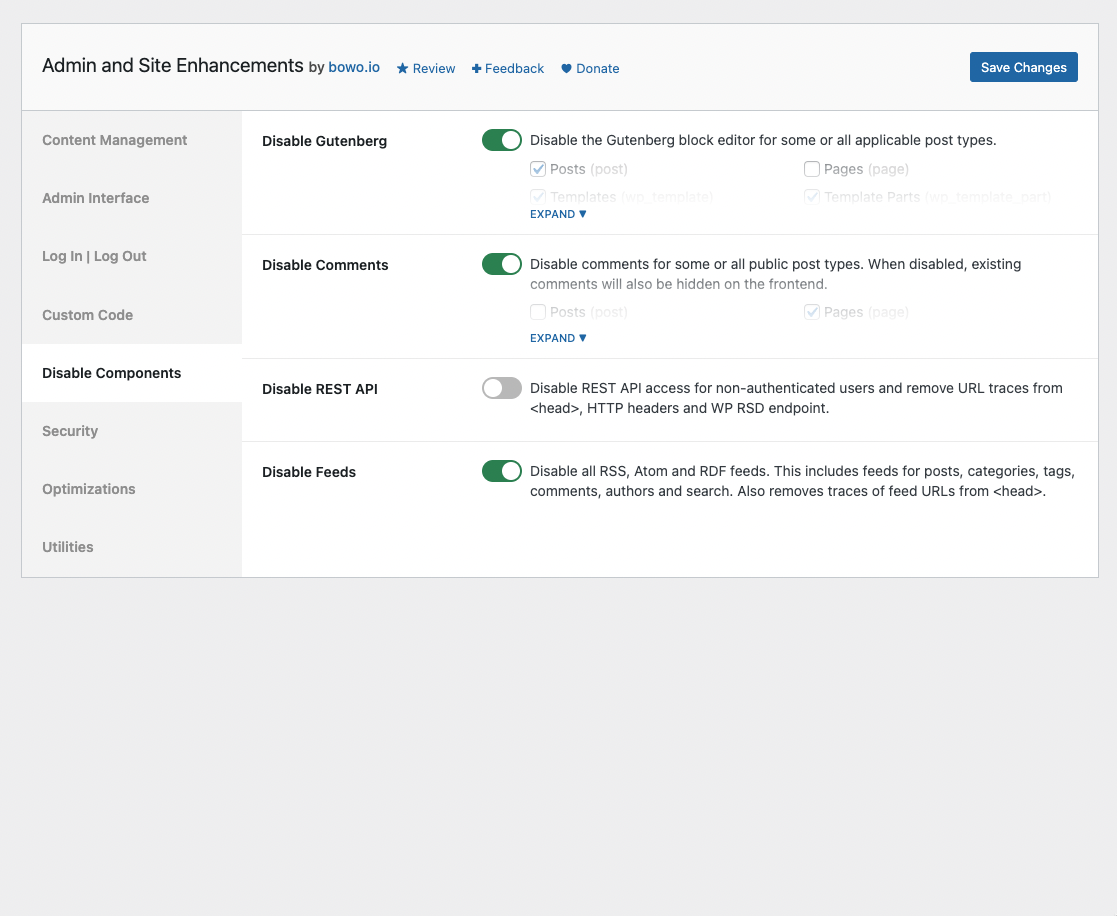 Admin and Site Enhancements by bowo.io Review Feedback Donate
Save Changes
Content Management
Admin Interface
Log In | Log Out
Custom Code
Disable Components
Security
Optimizations
Utilities
Disable Gutenberg
Disable the Gutenberg block editor for some or all applicable post types.
Posts (post) Pages (page)
Templates (wp_template) Template Parts (wp_template_part)
EXPAND ▼
Disable Comments
Disable comments for some or all public post types. When disabled, existing
comments will also be hidden on the frontend.
Posts (post) Pages (page)
EXPAND ▼
Disable REST API
Disable REST API access for non-authenticated users and remove URL traces from
<head>, HTTP headers and WP RSD endpoint.
Disable Feeds
Disable all RSS, Atom and RDF feeds. This includes feeds for posts, categories, tags,
comments, authors and search. Also removes traces of feed URLs from <head>.